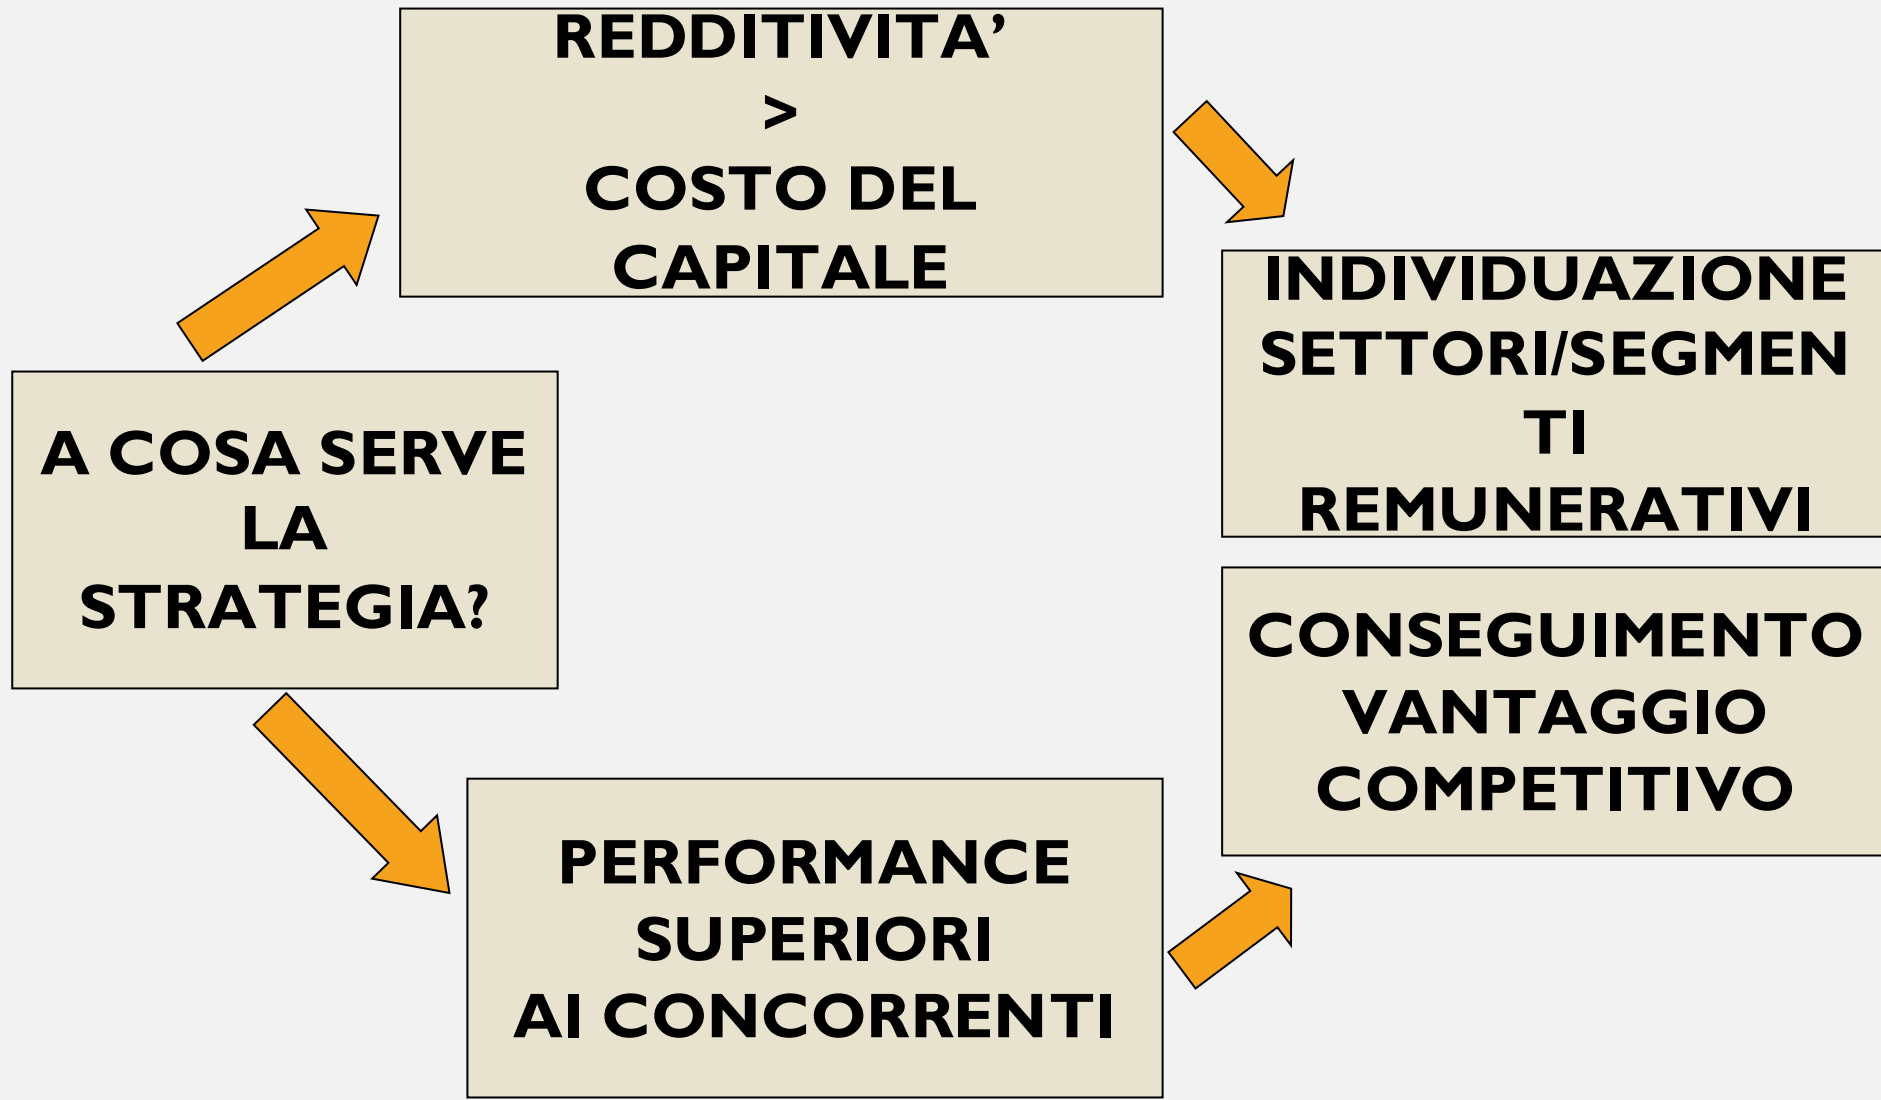 REDDITIVITA’
>
COSTO DEL
CAPITALE
INDIVIDUAZIONE
SETTORI/SEGMEN
TI
REMUNERATIVI
A COSA SERVE
LA
STRATEGIA?
CONSEGUIMENTO
VANTAGGIO
COMPETITIVO
PERFORMANCE
SUPERIORI
AI CONCORRENTI